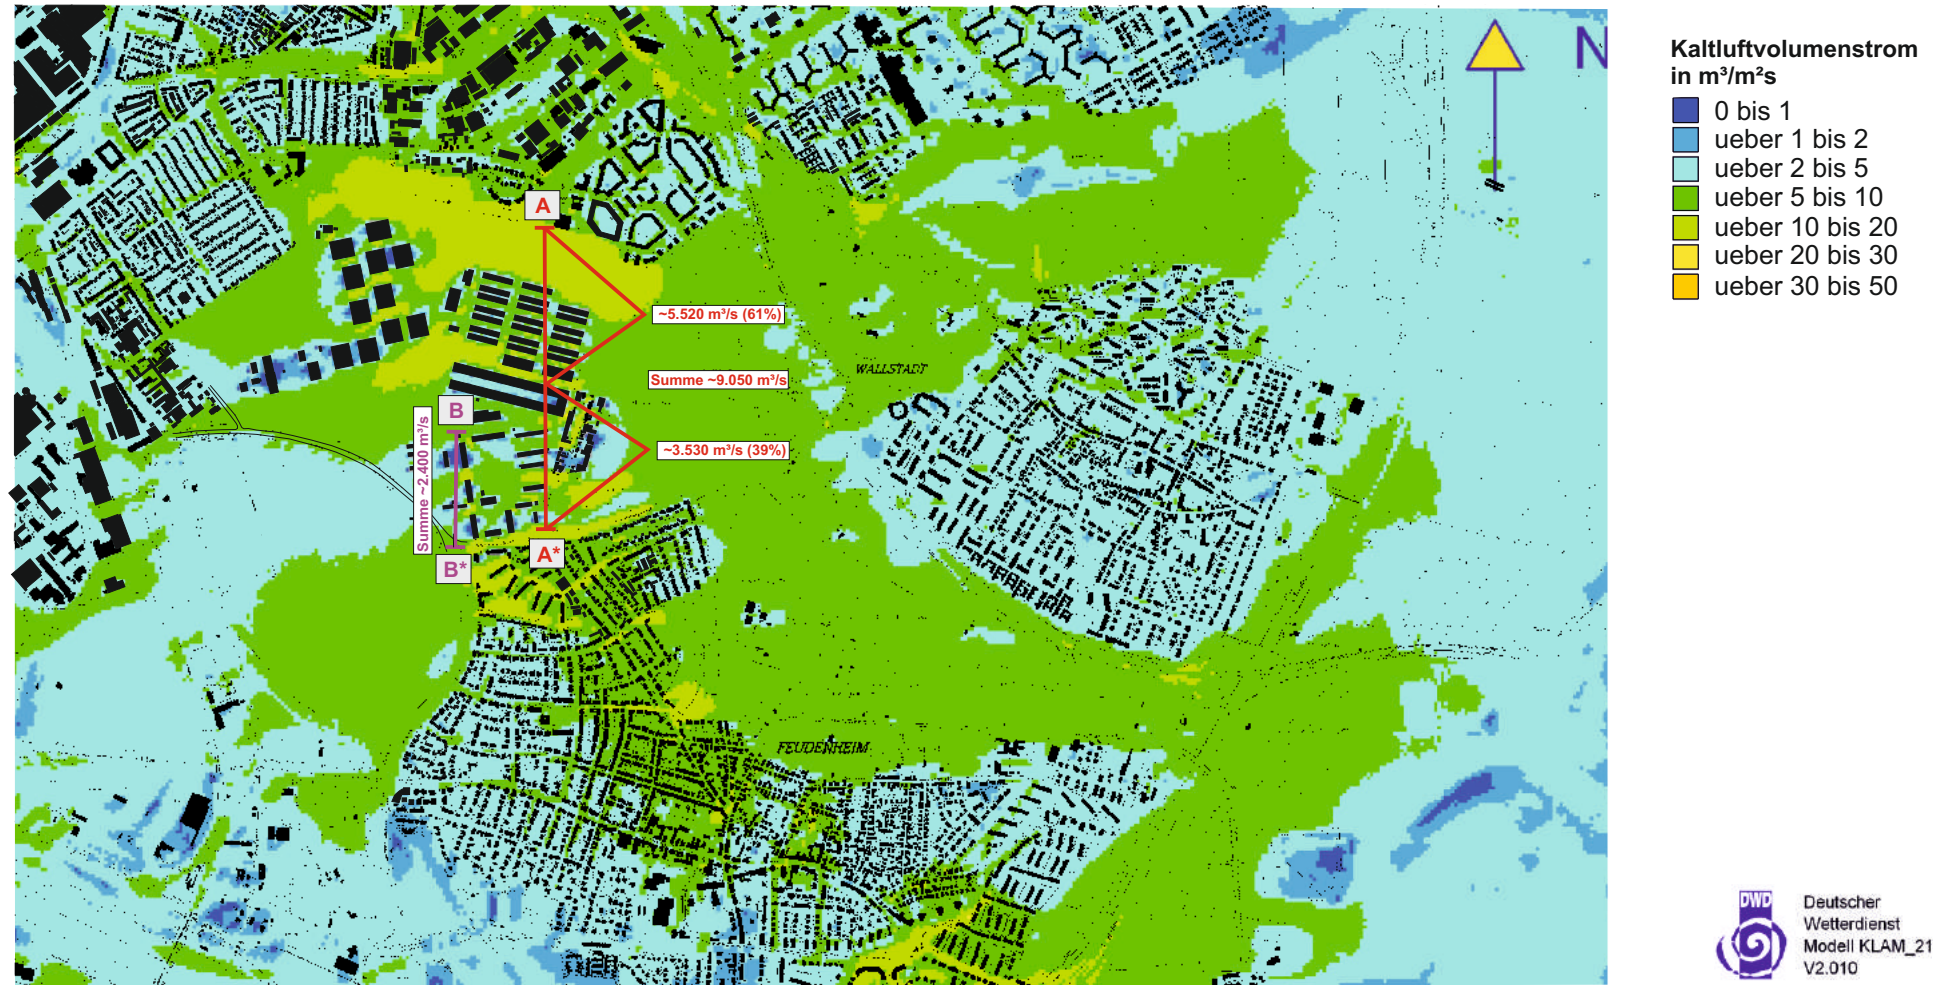 Kaltluftvolumenstrom
in m³/m²s
0 bis 1
ueber 1 bis 2
ueber 2 bis 5
ueber 5 bis 10
ueber 10 bis 20
ueber 20 bis 30
ueber 30 bis 50
N
A
~5.520 m³/s (61%)
WALLSTADT
Summe ~9.050 m³/s
B
Summe ~2.400 m³/s
~3.530 m³/s (39%)
A*
B*
FEUDENHEIM
DWD
Deutscher
Wetterdienst
Modell KLAM_21
V2.010